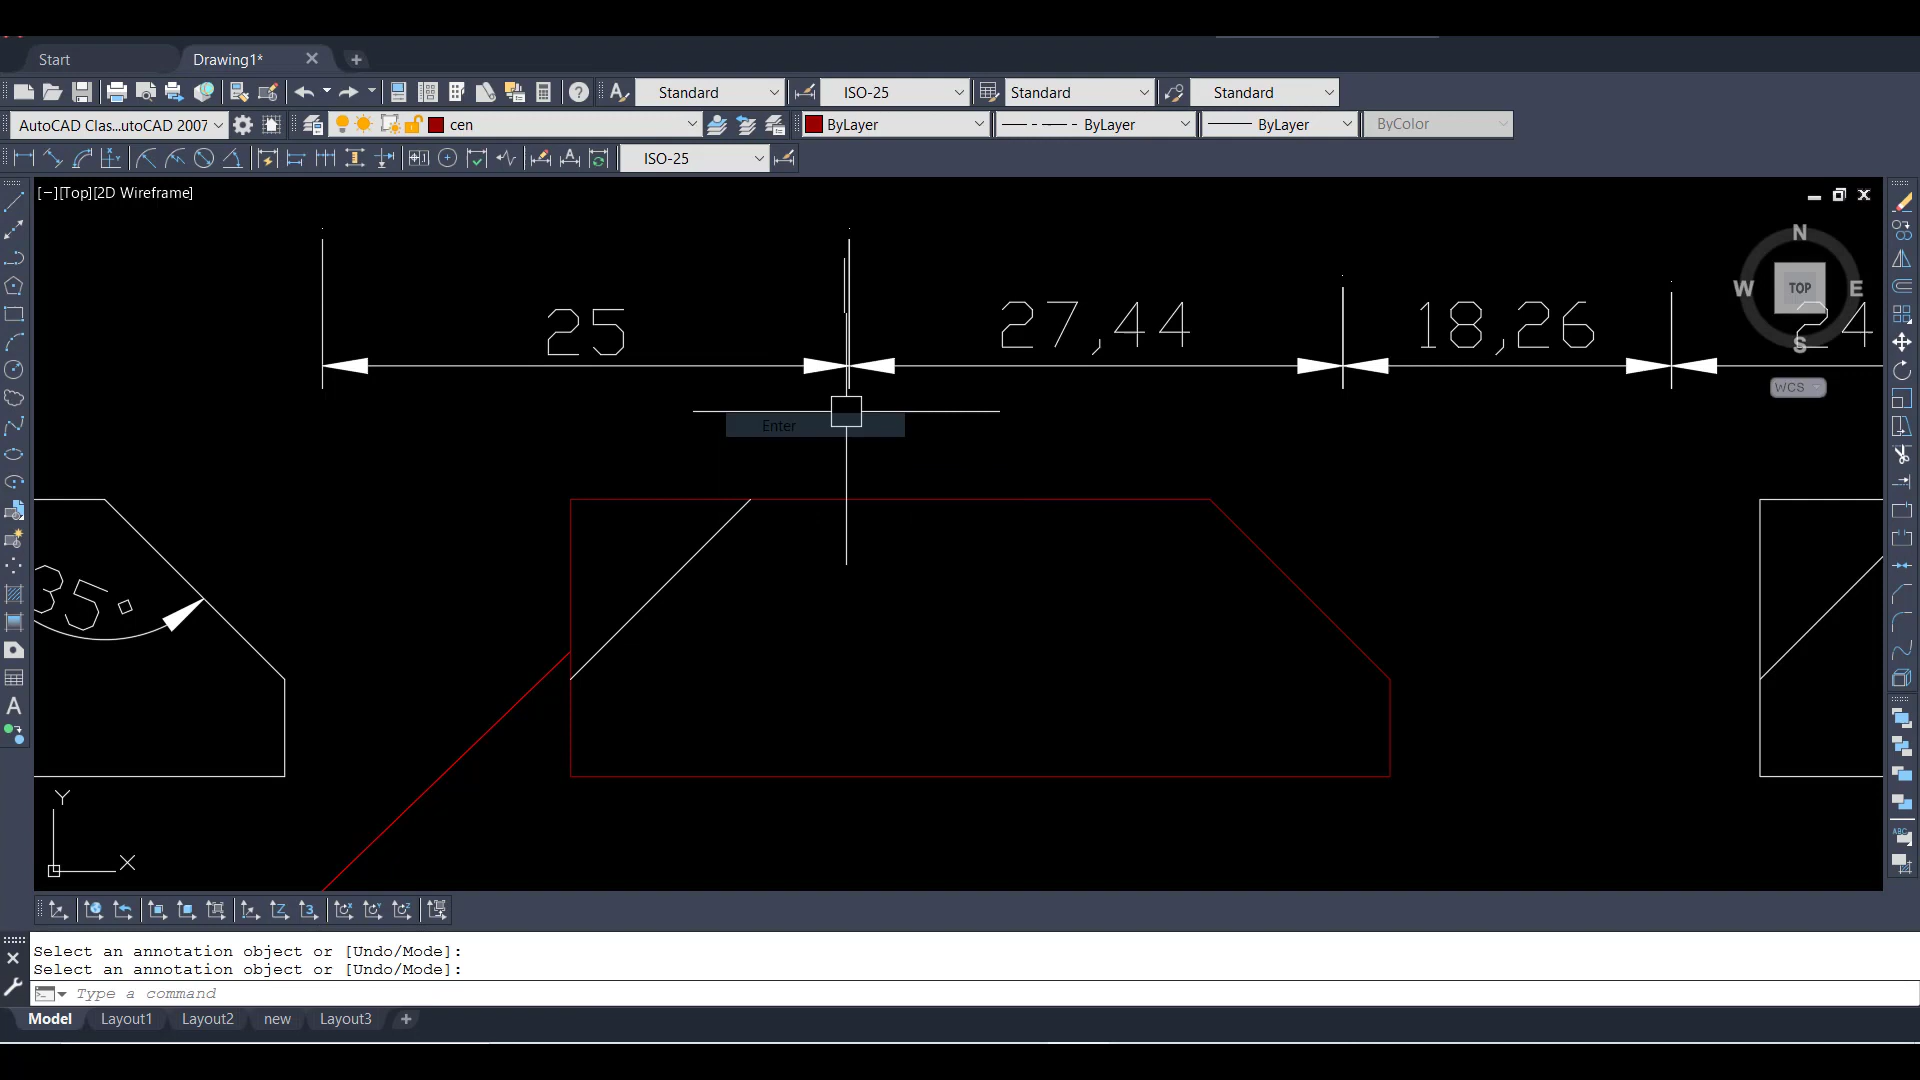 Start
Drawing1*
Standard
ISO-25
Standard
Standard
AutoCAD Clas...utoCAD 2007
cen
ByLayer
ByLayer
ByLayer
ByColor
ISO-25
[−][Top][2D Wireframe]
N
W
TOP
E
S
WCS
25
27,44
18,26
24
Enter
35
Y
X
Select an annotation object or [Undo/Mode]:
Select an annotation object or [Undo/Mode]:
Type a command
Model
Layout1
Layout2
new
Layout3